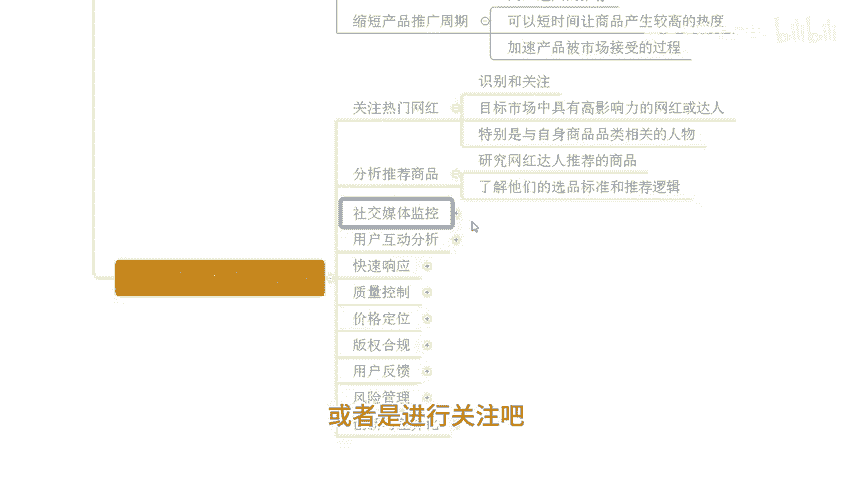 缩短产品推广周期
可以短时间让商品产生较高的热度
加速产品被市场接受的过程
关注热门网红
识别和关注
目标市场中具有高影响力的网红或达人
特别是与自身商品品类相关的人物
分析推荐商品
研究网红达人推荐的商品
了解他们的选品标准和推荐逻辑
社交媒体监控
用户互动分析
快速响应
质量控制
价格定位
版权合规
用户反馈
风险管理
或者是进行关注吧
bilibili